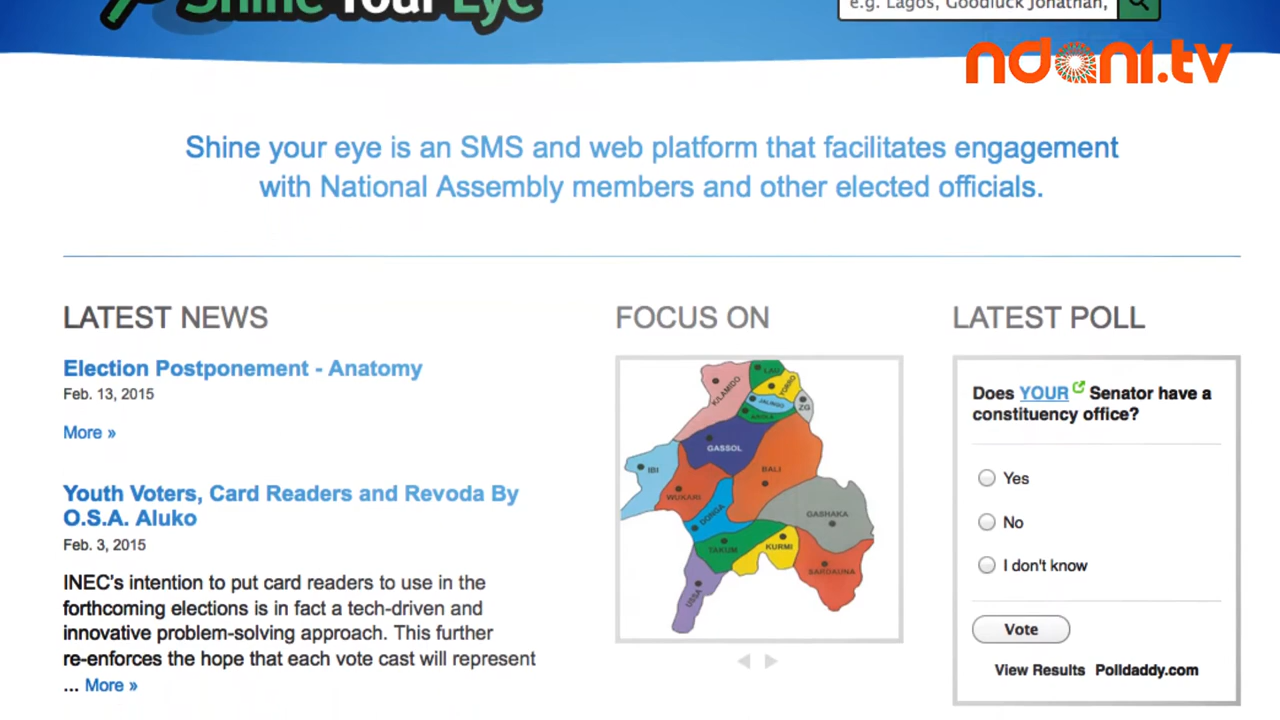 Shine Your Eye
e.g. Lagos, Goodluck Jonathan,
ndani.tv
Shine your eye is an SMS and web platform that facilitates engagement
with National Assembly members and other elected officials.
LATEST NEWS
Election Postponement - Anatomy
Feb. 13, 2015
More »
Youth Voters, Card Readers and Revoda By
O.S.A. Aluko
Feb. 3, 2015
INEC's intention to put card readers to use in the
forthcoming elections is in fact a tech-driven and
innovative problem-solving approach. This further
re-enforces the hope that each vote cast will represent
... More »
FOCUS ON
LAU
K/LAMIDO
YORRO
JALINGO
ZG
GASSOL
IBI
BALI
WUKARI
DONGA
GASHAKA
TAKUM
KURMI
SARDAUNA
USSA
LATEST POLL
Does YOUR Senator have a
constituency office?
Yes
No
I don't know
Vote
View Results Polldaddy.com